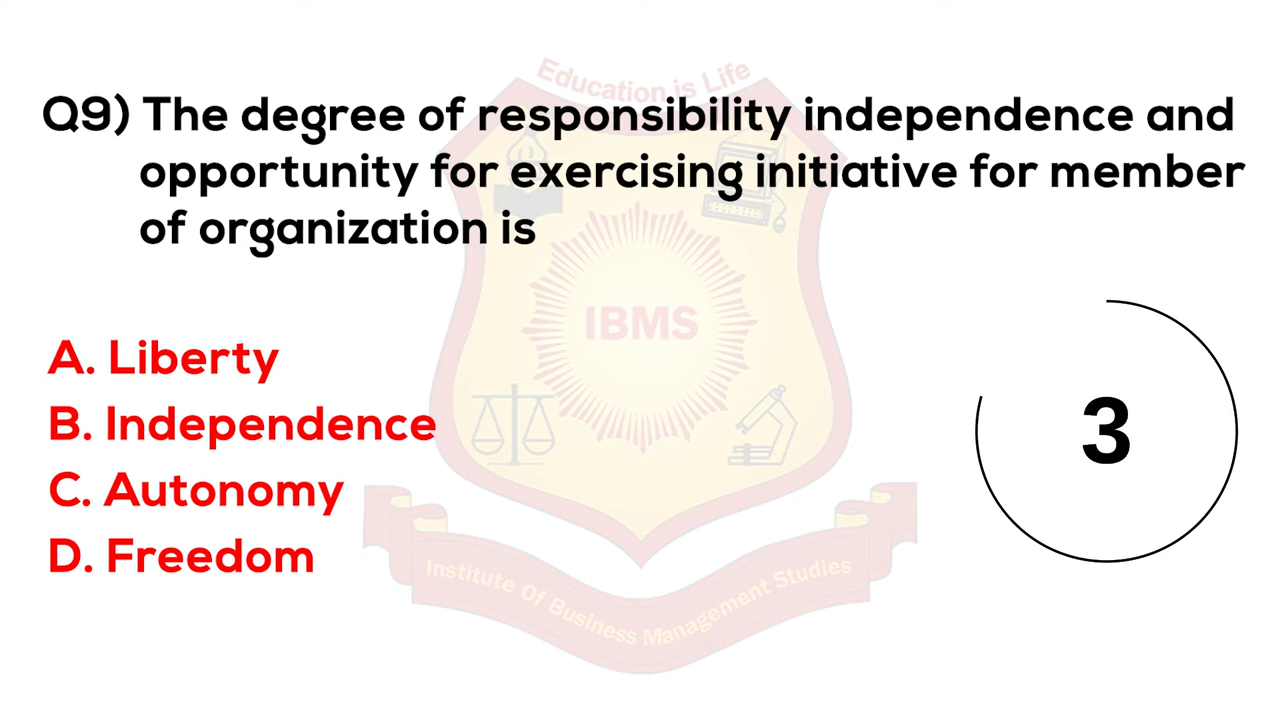 Education is Life
Q9) The degree of responsibility independence and
opportunity for exercising initiative for member
of organization is
IBMS
A. Liberty
B. Independence
C. Autonomy
D. Freedom
3
Institute Of Business Management Studies